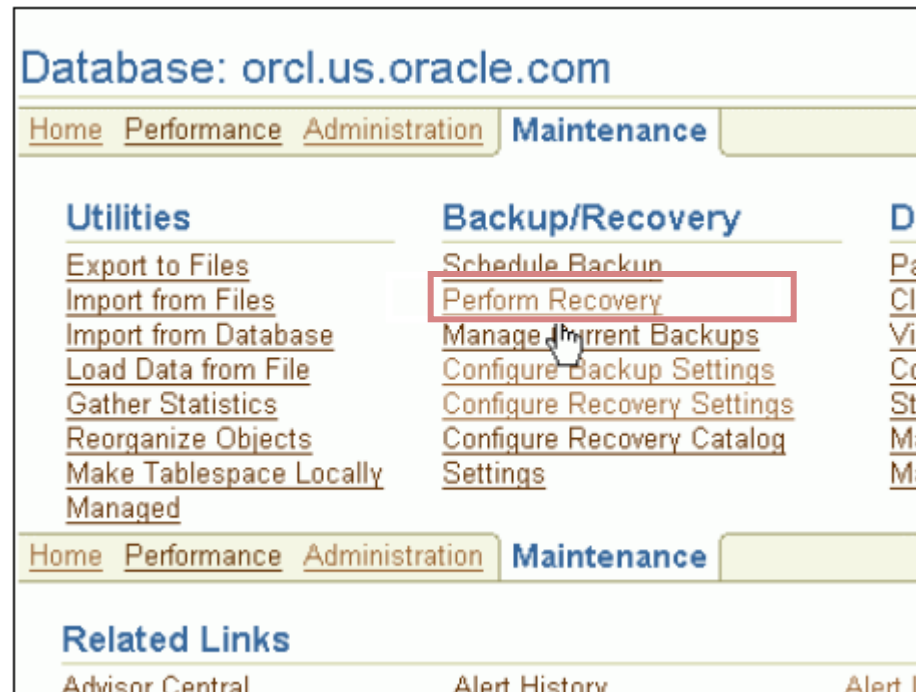 Database: orcl.us.oracle.com
Home Performance Administration Maintenance
Utilities
Export to Files
Import from Files
Import from Database
Load Data from File
Gather Statistics
Reorganize Objects
Make Tablespace Locally
Managed
Backup/Recovery
Schedule Backup
Perform Recovery
Manage Current Backups
Configure Backup Settings
Configure Recovery Settings
Configure Recovery Catalog
Settings
Home Performance Administration Maintenance
Related Links
Advisor Central Alert History Alert